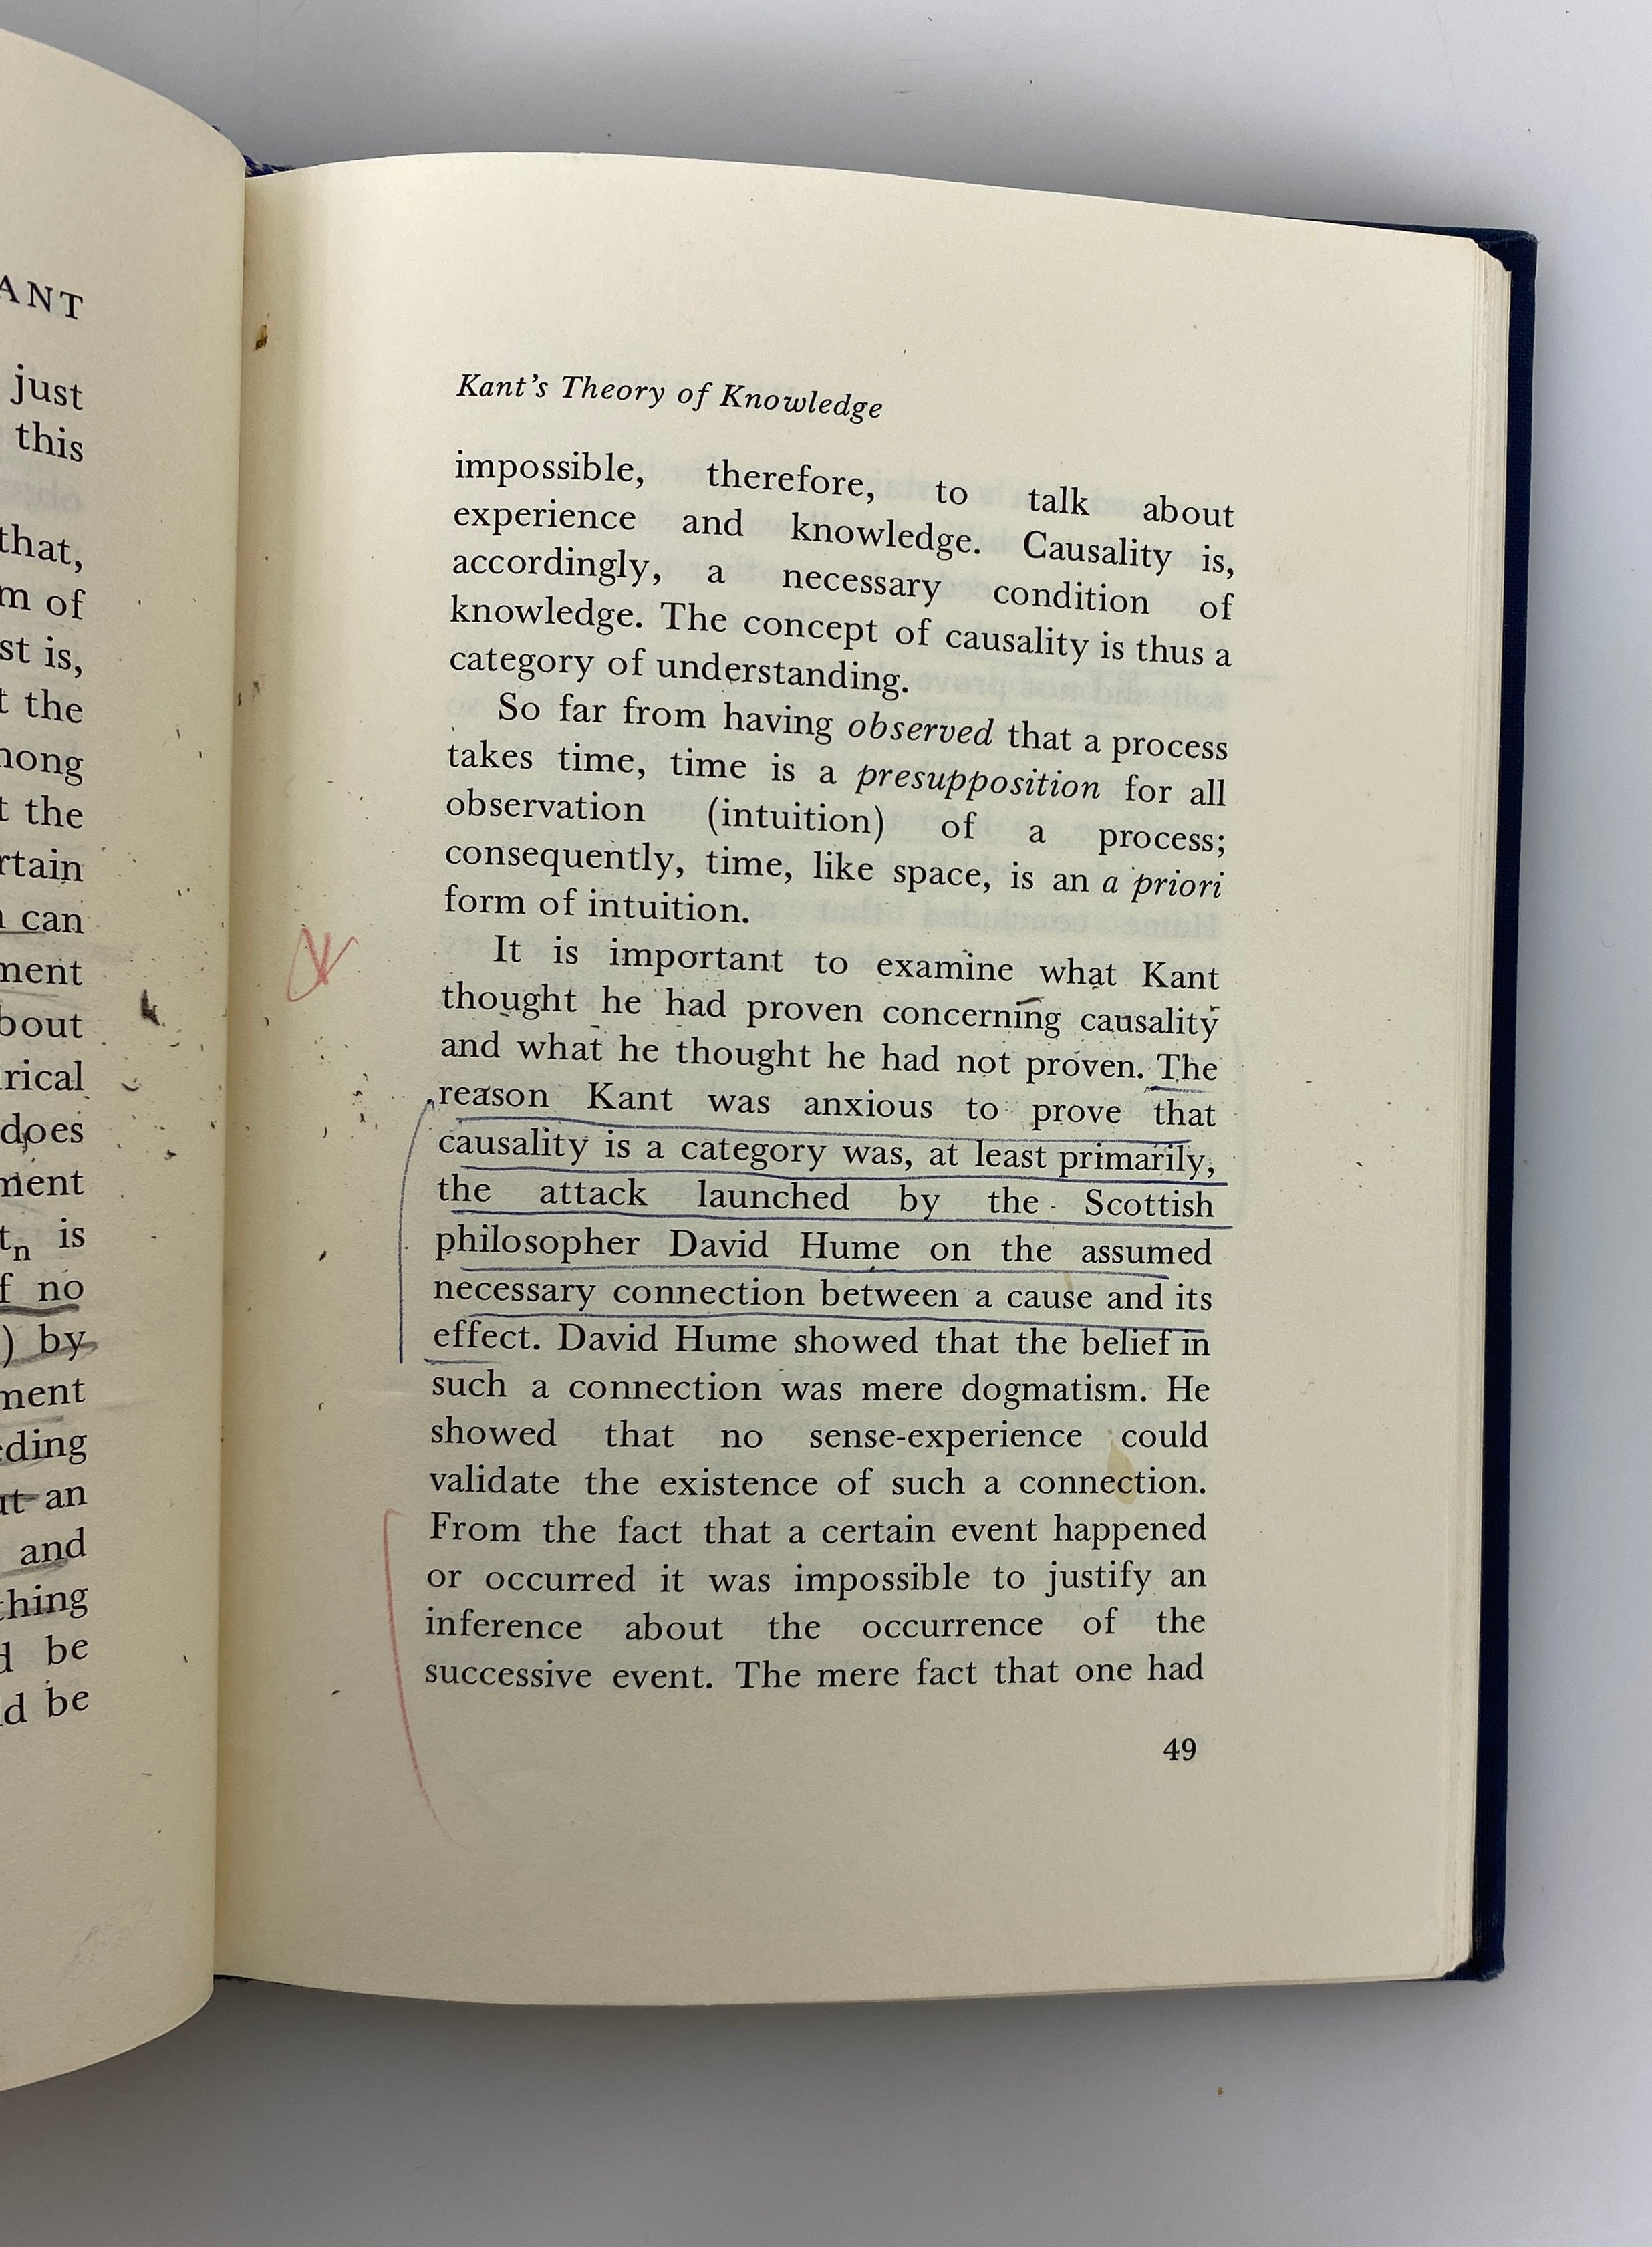 ANT
just
this
that,
m of
st is,
t the
nong
t the
rtain
can
ment
bout
rical
does
ment
tn is
f no
) by
ment
eding
ut an
and
thing
d be
d be
Kant's Theory of Knowledge
impossible, therefore, to talk about
experience and knowledge. Causality is,
accordingly, a necessary condition of
knowledge. The concept of causality is thus a
category of understanding.
So far from having observed that a process
takes time, time is a presupposition for all
observation (intuition) of a process;
consequently, time, like space, is an a priori
form of intuition.
It is important to examine what Kant
thought he had proven concerning causality
and what he thought he had not proven. The
reason Kant was anxious to prove that
causality is a category was, at least primarily,
the attack launched by the Scottish
philosopher David Hume on the assumed
necessary connection between a cause and its
effect. David Hume showed that the belief in
such a connection was mere dogmatism. He
showed that no sense-experience could
validate the existence of such a connection.
From the fact that a certain event happened
or occurred it was impossible to justify an
inference about the occurrence of the
successive event. The mere fact that one had
49